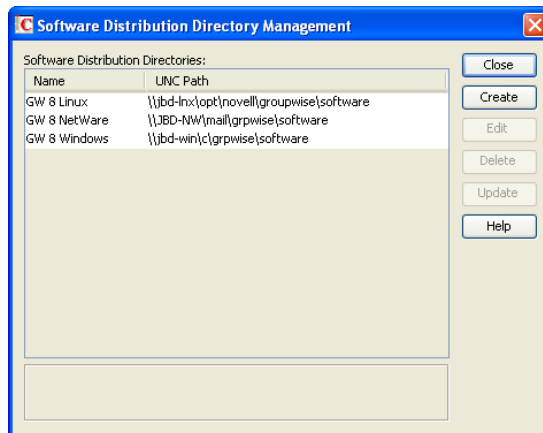 C Software Distribution Directory Management
Software Distribution Directories:
Name UNC Path
GW 8 Linux \\jbd-lnx\opt\novell\groupwise\software
GW 8 NetWare \\JBD-NW\mail\grpwise\software
GW 8 Windows \\jbd-win\c\grpwise\software
Close
Create
Edit
Delete
Update
Help